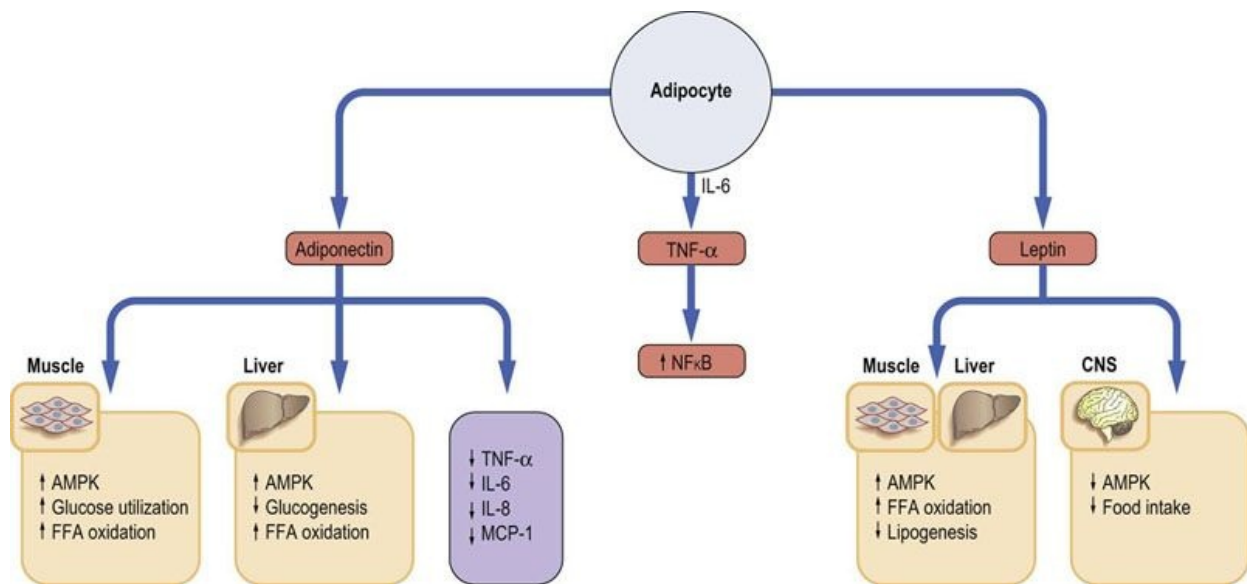 Adipocyte
IL-6
Adiponectin
TNF-α
Leptin
↑ NFκB
Muscle
↑ AMPK
↑ Glucose utilization
↑ FFA oxidation
Liver
↑ AMPK
↓ Glucogenesis
↑ FFA oxidation
↓ TNF-α
↓ IL-6
↓ IL-8
↓ MCP-1
Muscle Liver
↑ AMPK
↑ FFA oxidation
↓ Lipogenesis
CNS
↓ AMPK
↓ Food intake